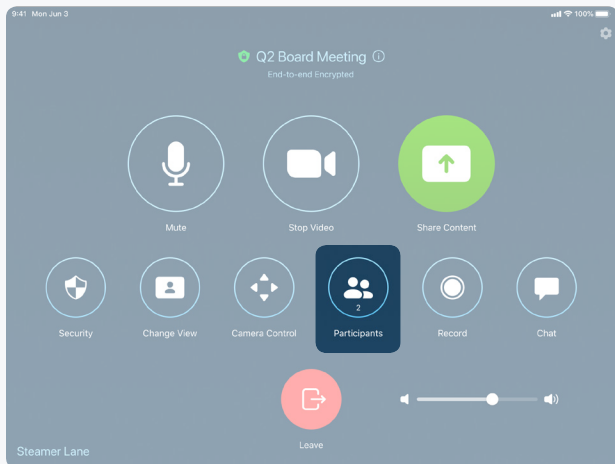 9:41 Mon Jun 3
100%
Q2 Board Meeting
End-to-end Encrypted
Mute
Stop Video
Share Content
2
Security
Change View
Camera Control
Participants
Record
Chat
Leave
Steamer Lane